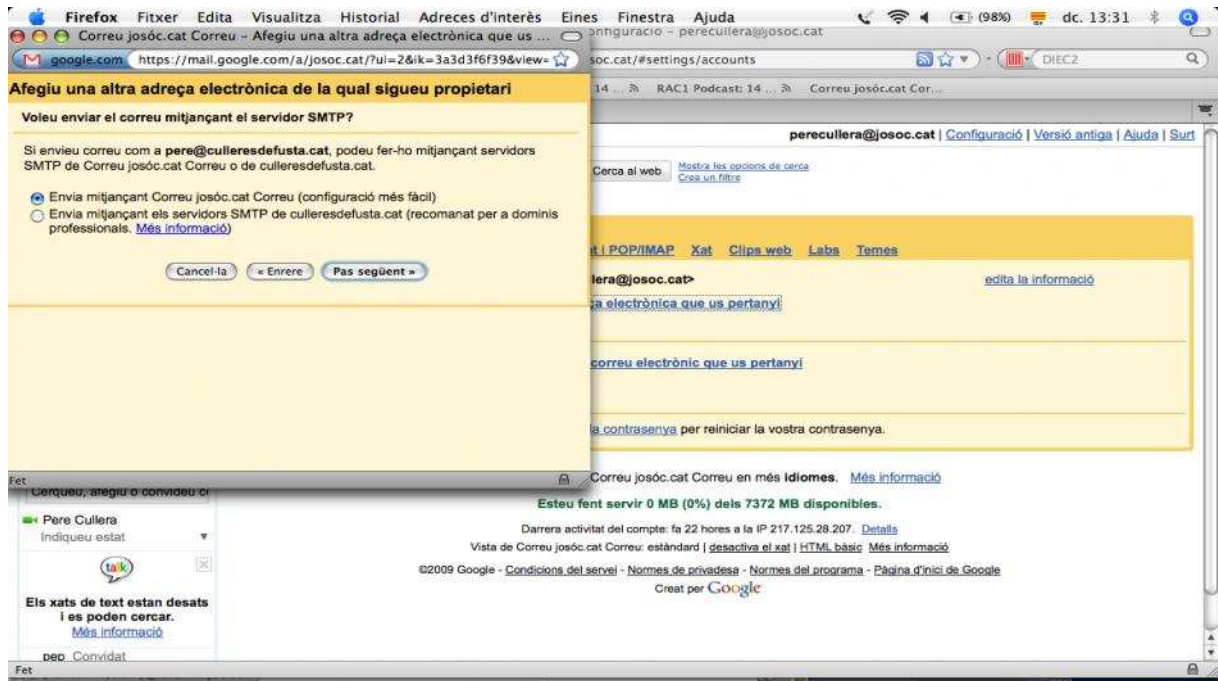 Firefox Fitxer Edita Visualitza Historial Adreces d'interès Eines Finestra Ajuda (98%) dc. 13:31
Correu josóc.cat Correu – Afegiu una altra adreça electrònica que us ...
google.com https://mail.google.com/a/josoc.cat/?ui=2&ik=3a3d3f6f39&view=
Afegiu una altra adreça electrònica de la qual sigueu propietari
Voleu enviar el correu mitjançant el servidor SMTP?
Si envieu correu com a pere@culleresdefusta.cat, podeu fer-ho mitjançant servidors
SMTP de Correu josóc.cat Correu o de culleresdefusta.cat.
Envia mitjançant Correu josóc.cat Correu (configuració més fàcil)
Envia mitjançant els servidors SMTP de culleresdefusta.cat (recomanat per a dominis
professionals. Més informació)
Cancel·la « Enrere Pas següent »
Fet
onfiguració – perecullera@josoc.cat
soc.cat/#settings/accounts DIEC2
14 ... RAC1 Podcast: 14 ... Correu josóc.cat Cor...
perecullera@josoc.cat | Configuració | Versió antiga | Ajuda | Surt
Cerca al web Mostra les opcions de cerca
Crea un filtre
t i POP/IMAP Xat Clips web Labs Temes
lera@josoc.cat> edita la informació
ça electrònica que us pertanyi
correu electrònic que us pertanyi
la contrasenya per reiniciar la vostra contrasenya.
Correu josóc.cat Correu en més idiomes. Més informació
Esteu fent servir 0 MB (0%) dels 7372 MB disponibles.
Darrera activitat del compte: fa 22 hores a la IP 217.125.28.207. Detalls
Vista de Correu josóc.cat Correu: estàndard | desactiva el xat | HTML bàsic Més informació
©2009 Google - Condicions del servei - Normes de privadesa - Normes del programa - Pàgina d'inici de Google
Creat per Google
Cerqueu, afegiu o convideu
Pere Cullera
Indiqueu estat
talk
Els xats de text estan desats
i es poden cercar.
Més informació
pep Convidat
Fet